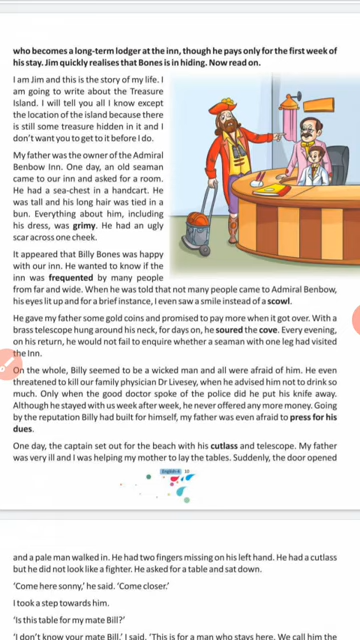 who becomes a long-term lodger at the inn, though he pays only for the first week of
his stay. Jim quickly realises that Bones is in hiding. Now read on.
I am Jim and this is the story of my life. I
am going to write about the Treasure
Island. I will tell you all I know except
the location of the island because there
is still some treasure hidden in it and I
don't want you to get to it before I do.
My father was the owner of the Admiral
Benbow Inn. One day, an old seaman
came to our inn and asked for a room.
He had a sea-chest in a handcart. He
was tall and his long hair was tied in a
bun. Everything about him, including
his dress, was grimy. He had an ugly
scar across one cheek.
It appeared that Billy Bones was happy
with our inn. He wanted to know if the
inn was frequented by many people
from far and wide. When he was told that not many people came to Admiral Benbow,
his eyes lit up and for a brief instance, I even saw a smile instead of a scowl.
He gave my father some gold coins and promised to pay more when it got over. With a
brass telescope hung around his neck, for days on, he soured the cove. Every evening,
on his return, he would not fail to enquire whether a seaman with one leg had visited
the Inn.
On the whole, Billy seemed to be a wicked man and all were afraid of him. He even
threatened to kill our family physician Dr Livesey, when he advised him not to drink so
much. Only when the good doctor spoke of the police did he put his knife away.
Although he stayed with us week after week, he never offered any more money. Going
by the reputation Billy had built for himself, my father was even afraid to press for his
dues.
One day, the captain set out for the beach with his cutlass and telescope. My father
was very ill and I was helping my mother to lay the tables. Suddenly, the door opened
and a pale man walked in. He had two fingers missing on his left hand. He had a cutlass
but he did not look like a fighter. He asked for a table and sat down.
'Come here sonny,' he said. 'Come closer.'
I took a step towards him.
'Is this table for my mate Bill?'
'I don't know your mate Bill,' I said. 'This is for a man who stays here. We call him the